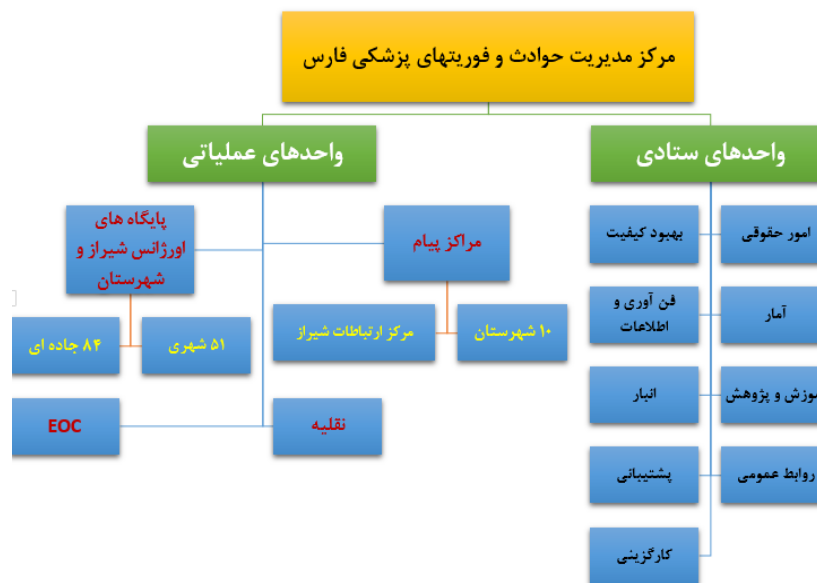 مرکز مدیریت حوادث و فوریتهای پزشکی فارس
واحدهای ستادی
واحدهای عملیاتی
امور حقوقی
بهبود کیفیت
آمار
فن آوری و
اطلاعات
موزش و پژوهش
انبار
روابط عمومی
پشتیبانی
کارگزینی
مراکز پیام
۱۰ شهرستان
مرکز ارتباطات شیراز
پایگاه های
اورژانس شیراز و
شهرستان
۵۱ شهری
۸۴ جاده ای
نقلیه
EOC